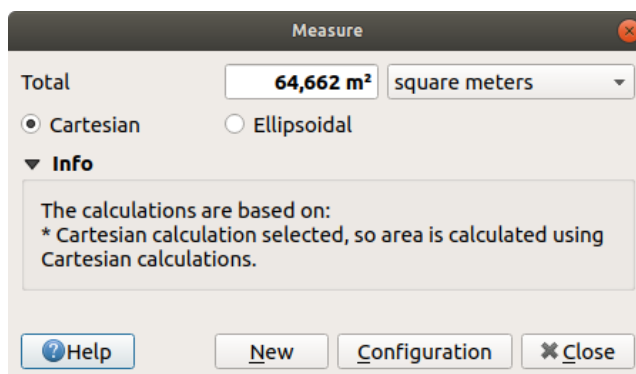 Measure
Total 64,662 m² square meters
Cartesian Ellipsoidal
Info
The calculations are based on:
* Cartesian calculation selected, so area is calculated using
Cartesian calculations.
Help New Configuration Close